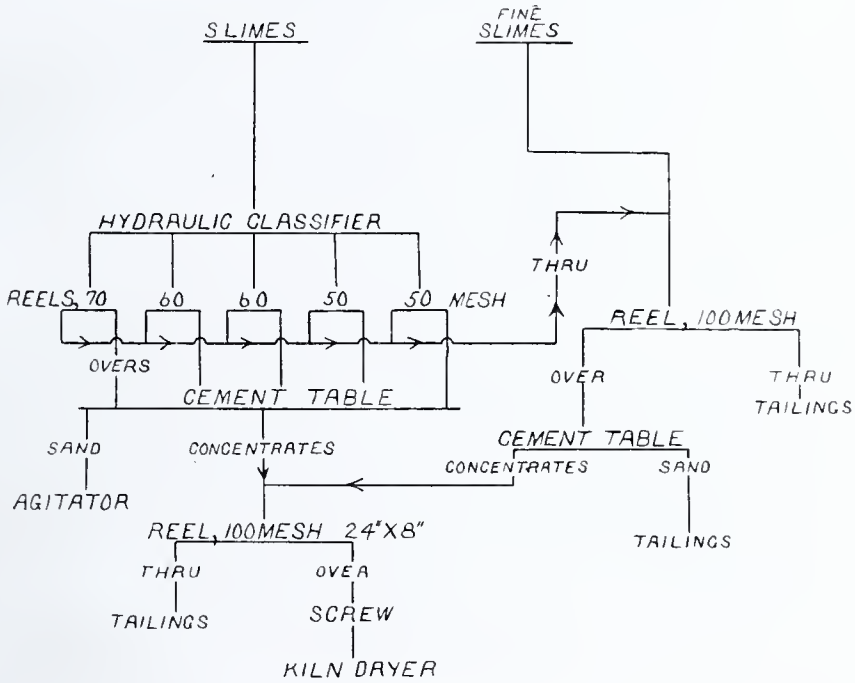 SLIMES
FINE
SLIMES
HYDRAULIC CLASSIFIER
THRU
REELS, 70 60 60 50 50 MESH
REEL, 100 MESH
OVERS
OVER
THRU
TAILINGS
CEMENT TABLE
SAND
CONCENTRATES
CEMENT TABLE
CONCENTRATES
SAND
AGITATOR
REEL, 100 MESH 24"X8"
TAILINGS
THRU
OVER
TAILINGS
SCREW
KILN DRYER